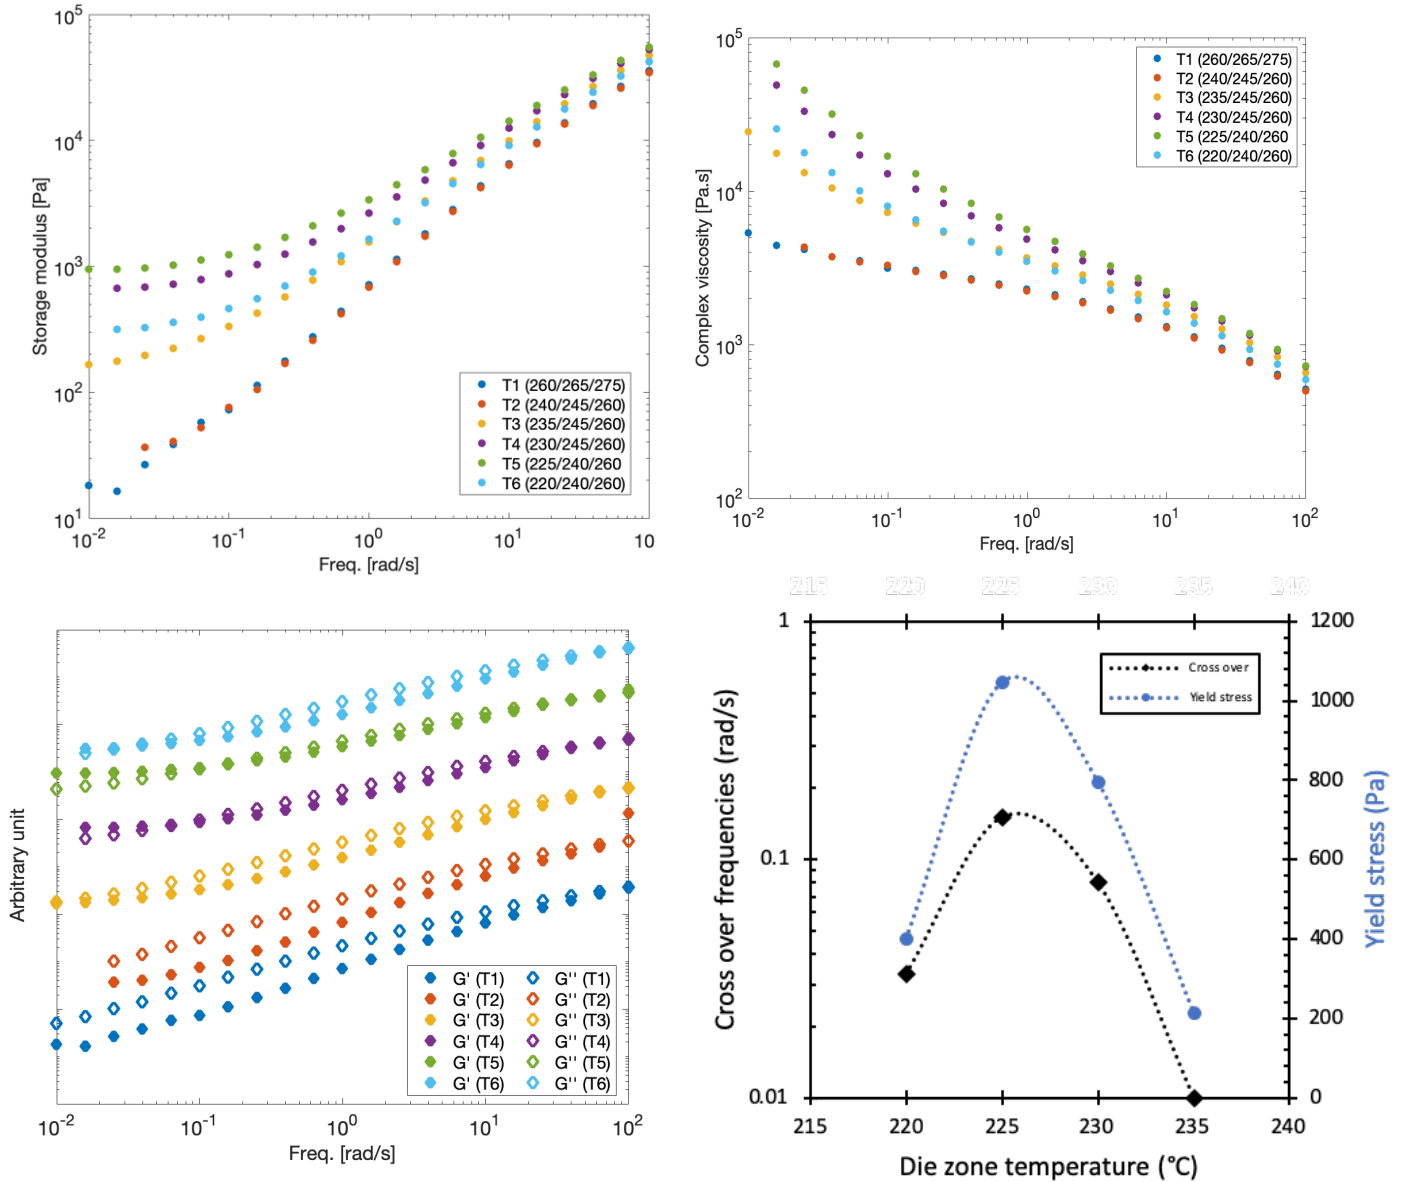 10^5
10^4
10^3
10^2
10^1
Storage modulus [Pa]
T1 (260/265/275)
T2 (240/245/260)
T3 (235/245/260)
T4 (230/245/260)
T5 (225/240/260
T6 (220/240/260)
10^-2 10^-1 10^0 10^1 10
Freq. [rad/s]
10^5
10^4
10^3
10^2
Complex viscosity [Pa.s]
T1 (260/265/275)
T2 (240/245/260)
T3 (235/245/260)
T4 (230/245/260)
T5 (225/240/260
T6 (220/240/260)
10^-2 10^-1 10^0 10^1 10^2
Freq. [rad/s]
Arbitrary unit
G' (T1) G'' (T1)
G' (T2) G'' (T2)
G' (T3) G'' (T3)
G' (T4) G'' (T4)
G' (T5) G'' (T5)
G' (T6) G'' (T6)
10^-2 10^-1 10^0 10^1 10^2
Freq. [rad/s]
215 220 225 230 235 240
1
0.1
0.01
Cross over frequencies (rad/s)
Cross over
Yield stress
1200
1000
800
600
400
200
0
Yield stress (Pa)
215 220 225 230 235 240
Die zone temperature (°C)